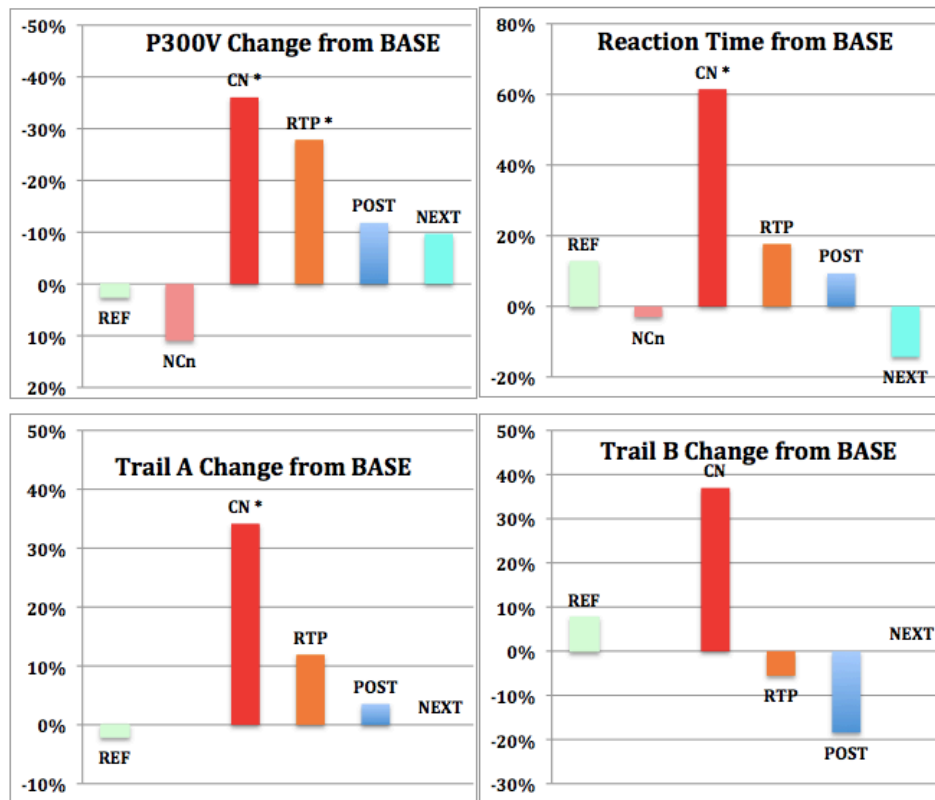 P300V Change from BASE
-50%
-40%
-30%
-20%
-10%
0%
10%
20%
REF
NCn
CN *
RTP *
POST
NEXT
Reaction Time from BASE
80%
60%
40%
20%
0%
-20%
REF
NCn
CN *
RTP
POST
NEXT
Trail A Change from BASE
50%
40%
30%
20%
10%
0%
-10%
REF
CN *
RTP
POST
NEXT
Trail B Change from BASE
50%
40%
30%
20%
10%
0%
-10%
-20%
-30%
REF
CN
RTP
POST
NEXT